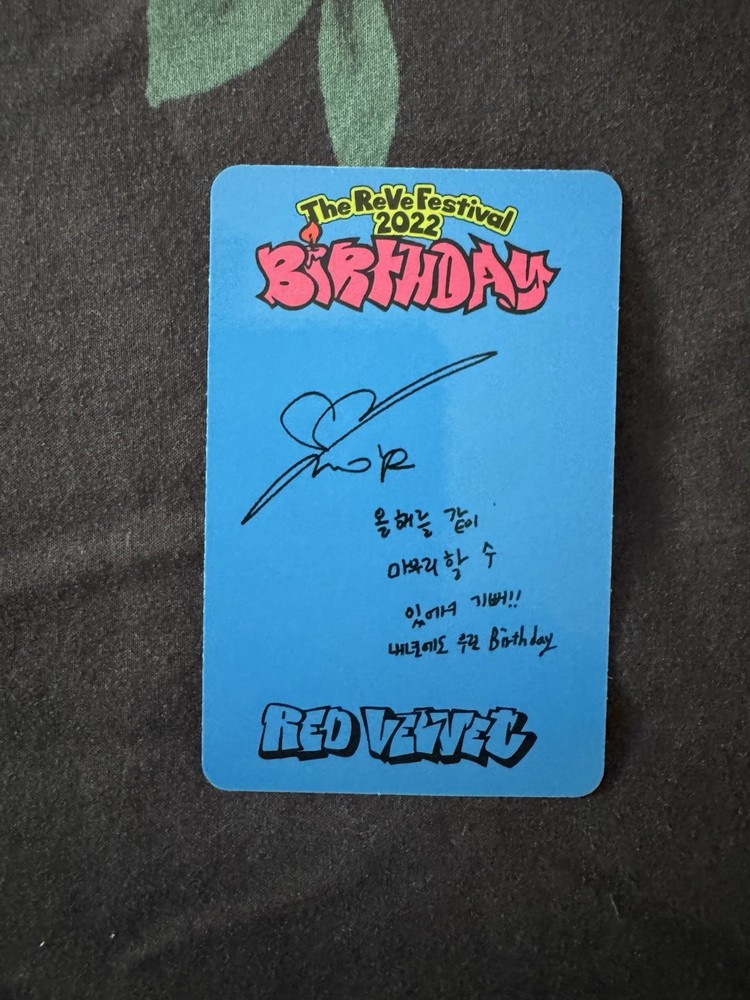 The ReVe Festival
2022
BiRTHDAY
올해를 같이
마무리할 수
있어서 기뻐!!
내년에도 우린 Birthday
RED VELVET